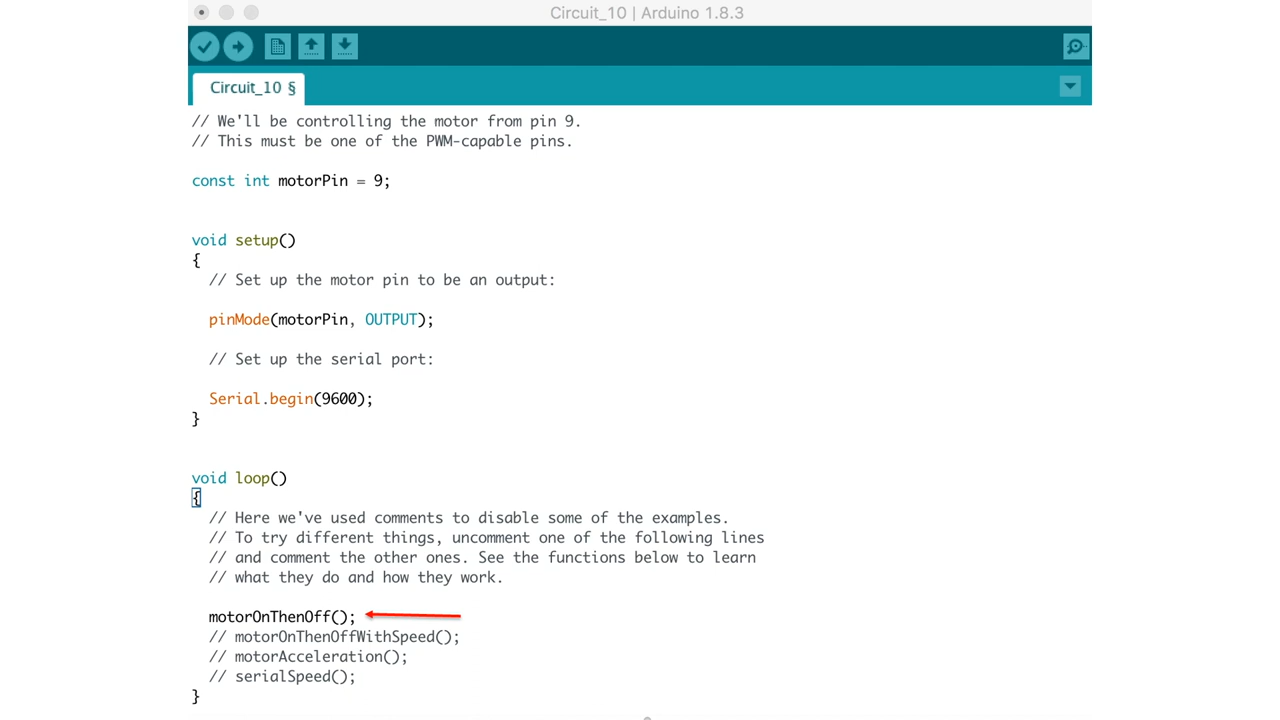 Circuit_10 | Arduino 1.8.3
Circuit_10 §
// We'll be controlling the motor from pin 9.
// This must be one of the PWM-capable pins.
const int motorPin = 9;
void setup()
{
// Set up the motor pin to be an output:
pinMode(motorPin, OUTPUT);
// Set up the serial port:
Serial.begin(9600);
}
void loop()
{
// Here we've used comments to disable some of the examples.
// To try different things, uncomment one of the following lines
// and comment the other ones. See the functions below to learn
// what they do and how they work.
motorOnThenOff();
// motorOnThenOffWithSpeed();
// motorAcceleration();
// serialSpeed();
}